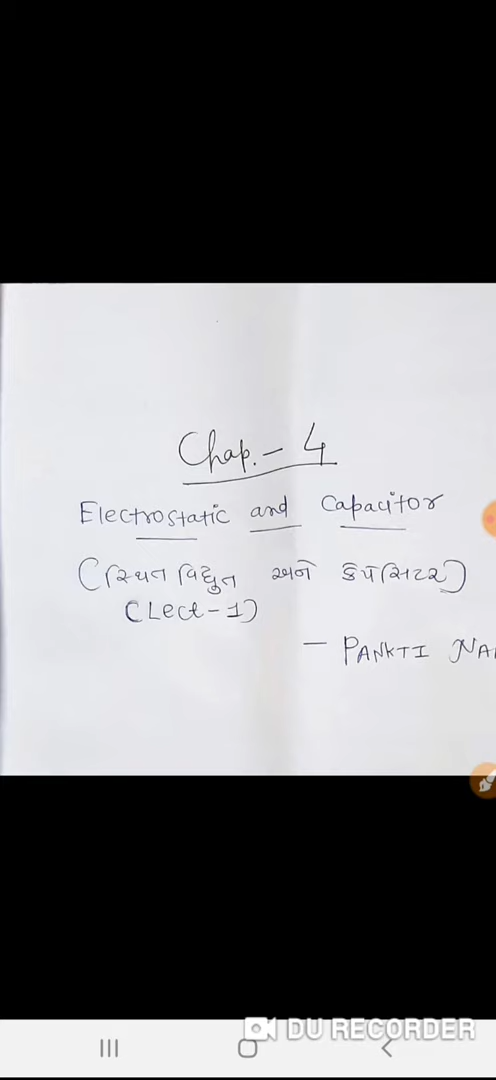 Chap. - 4
Electrostatic and Capacitor
(સ્થિત વિદ્યુત અને કેપેસિટર)
(Lect-1)
- PANKTI
DU RECORDER